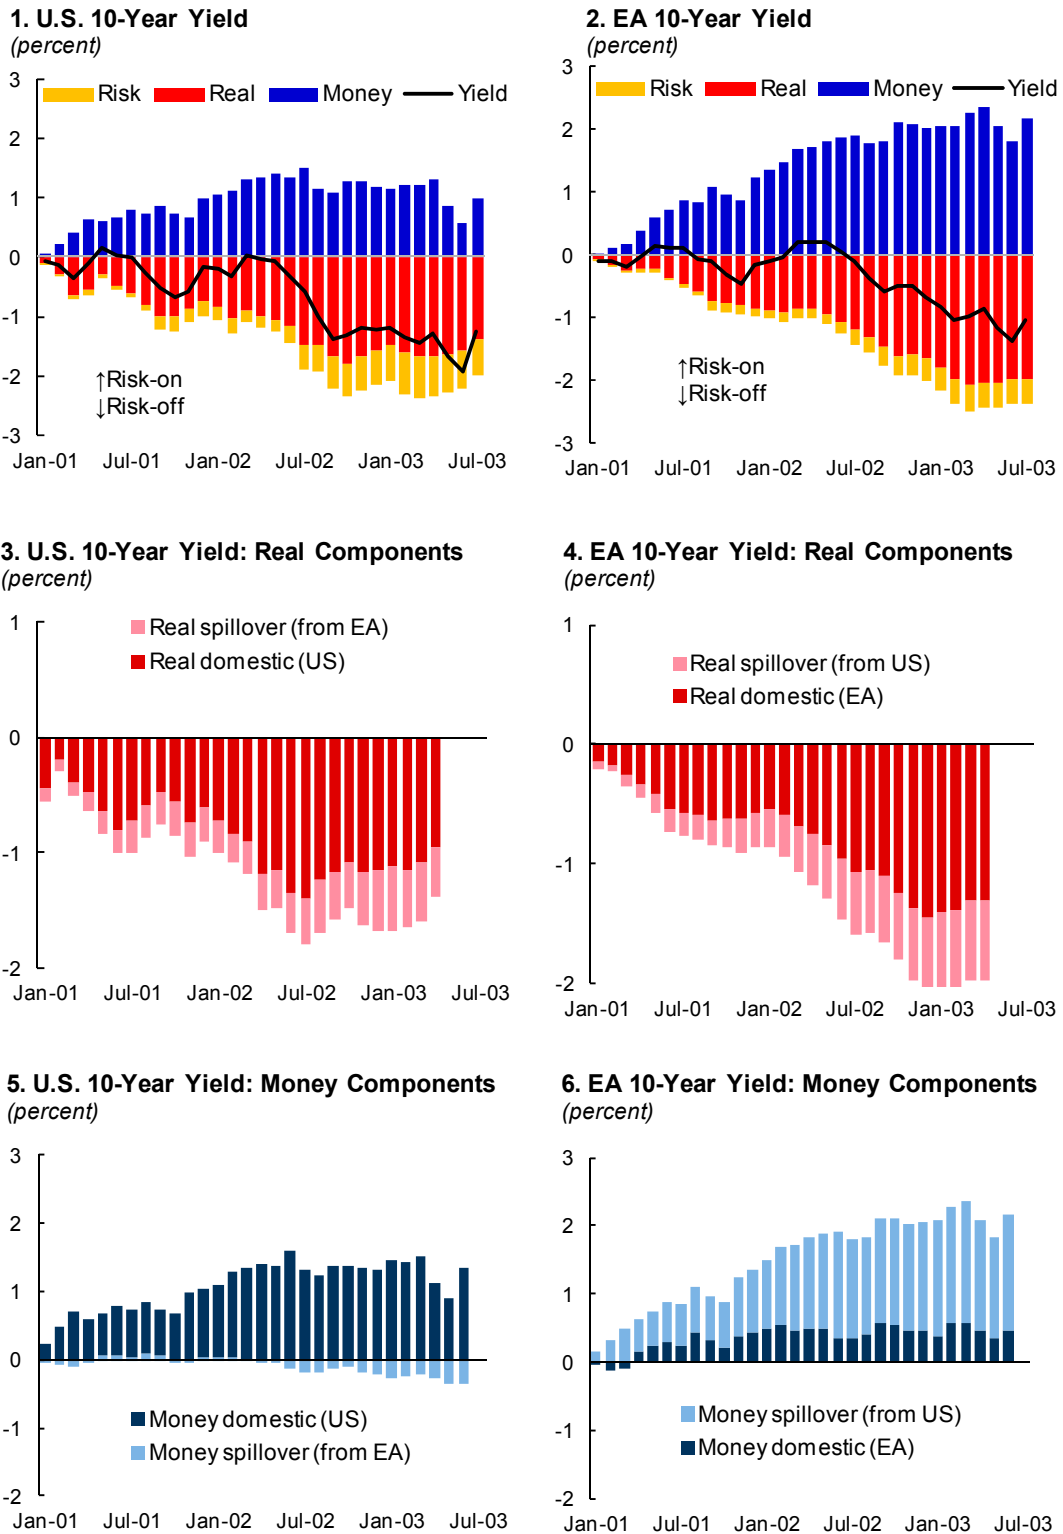 1. U.S. 10-Year Yield
(percent)
3
Risk Real Money Yield
2
1
0
-1
-2
-3
↑Risk-on
↓Risk-off
Jan-01 Jul-01 Jan-02 Jul-02 Jan-03 Jul-03
2. EA 10-Year Yield
(percent)
3
Risk Real Money Yield
2
1
0
-1
-2
-3
↑Risk-on
↓Risk-off
Jan-01 Jul-01 Jan-02 Jul-02 Jan-03 Jul-03
3. U.S. 10-Year Yield: Real Components
(percent)
1
Real spillover (from EA)
Real domestic (US)
0
-1
-2
Jan-01 Jul-01 Jan-02 Jul-02 Jan-03 Jul-03
4. EA 10-Year Yield: Real Components
(percent)
1
Real spillover (from US)
Real domestic (EA)
0
-1
-2
Jan-01 Jul-01 Jan-02 Jul-02 Jan-03 Jul-03
5. U.S. 10-Year Yield: Money Components
(percent)
3
2
1
0
-1
-2
Money domestic (US)
Money spillover (from EA)
Jan-01 Jul-01 Jan-02 Jul-02 Jan-03 Jul-03
6. EA 10-Year Yield: Money Components
(percent)
3
2
1
0
-1
-2
Money spillover (from US)
Money domestic (EA)
Jan-01 Jul-01 Jan-02 Jul-02 Jan-03 Jul-03